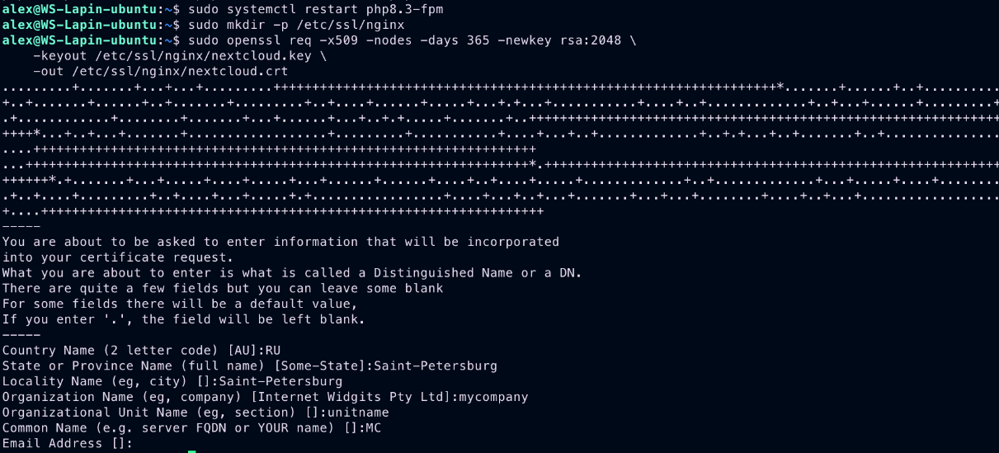 alex@WS-Lapin-ubuntu:~$ sudo systemctl restart php8.3-fpm
alex@WS-Lapin-ubuntu:~$ sudo mkdir -p /etc/ssl/nginx
alex@WS-Lapin-ubuntu:~$ sudo openssl req -x509 -nodes -days 365 -newkey rsa:2048 \
    -keyout /etc/ssl/nginx/nextcloud.key \
    -out /etc/ssl/nginx/nextcloud.crt
-----
You are about to be asked to enter information that will be incorporated
into your certificate request.
What you are about to enter is what is called a Distinguished Name or a DN.
There are quite a few fields but you can leave some blank
For some fields there will be a default value,
If you enter '.', the field will be left blank.
-----
Country Name (2 letter code) [AU]:RU
State or Province Name (full name) [Some-State]:Saint-Petersburg
Locality Name (eg, city) []:Saint-Petersburg
Organization Name (eg, company) [Internet Widgits Pty Ltd]:mycompany
Organizational Unit Name (eg, section) []:unitname
Common Name (e.g. server FQDN or YOUR name) []:MC
Email Address []: